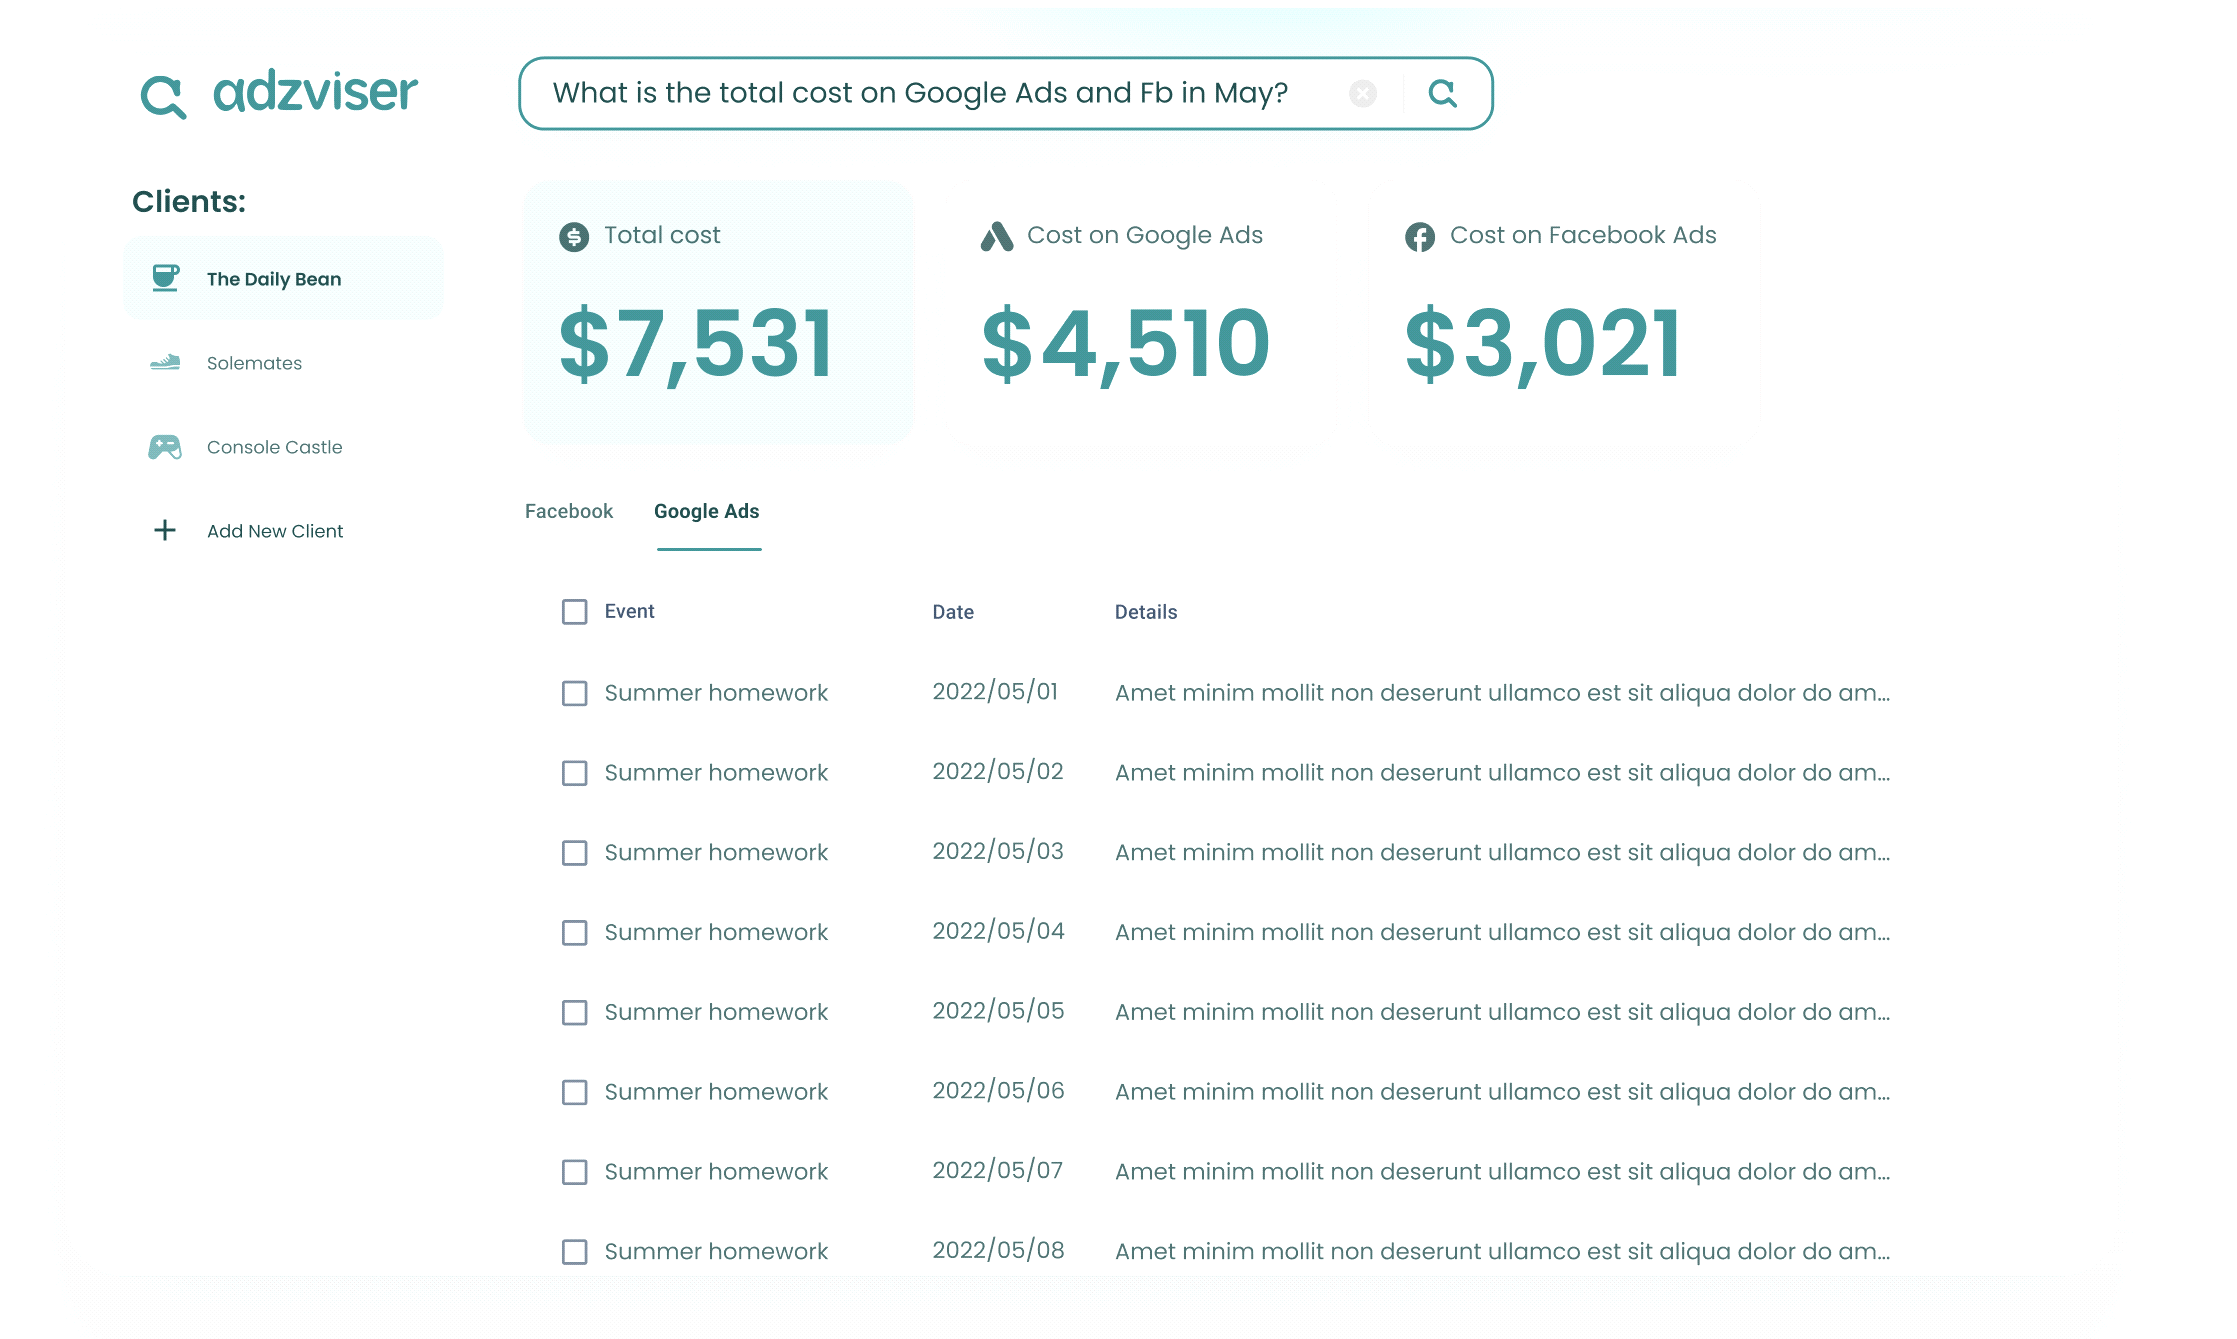 adzviser
What is the total cost on Google Ads and Fb in May?
Clients:
The Daily Bean
Solemates
Console Castle
Add New Client
Total cost
$7,531
Cost on Google Ads
$4,510
Cost on Facebook Ads
$3,021
Facebook Google Ads
Event Date Details
Summer homework 2022/05/01 Amet minim mollit non deserunt ullamco est sit aliqua dolor do am...
Summer homework 2022/05/02 Amet minim mollit non deserunt ullamco est sit aliqua dolor do am...
Summer homework 2022/05/03 Amet minim mollit non deserunt ullamco est sit aliqua dolor do am...
Summer homework 2022/05/04 Amet minim mollit non deserunt ullamco est sit aliqua dolor do am...
Summer homework 2022/05/05 Amet minim mollit non deserunt ullamco est sit aliqua dolor do am...
Summer homework 2022/05/06 Amet minim mollit non deserunt ullamco est sit aliqua dolor do am...
Summer homework 2022/05/07 Amet minim mollit non deserunt ullamco est sit aliqua dolor do am...
Summer homework 2022/05/08 Amet minim mollit non deserunt ullamco est sit aliqua dolor do am...